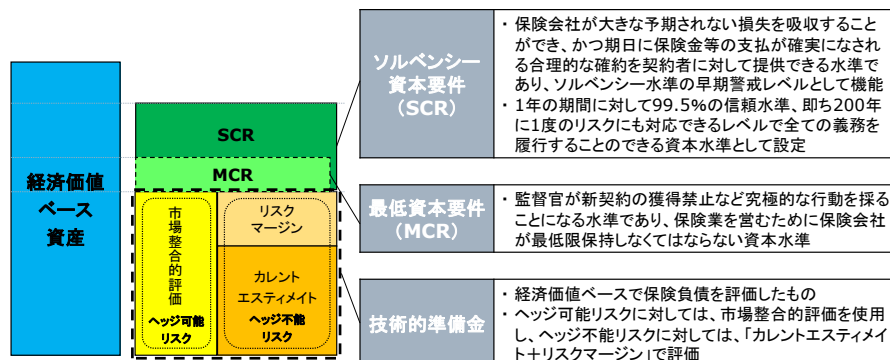 経済価値
ベース
資産
SCR
MCR
市場整合的評価
ヘッジ可能
リスク
リスク
マージン
カレント
エスティメイト
ヘッジ不能
リスク
ソルベンシー
資本要件
（SCR）
・ 保険会社が大きな予期されない損失を吸収すること
ができ、かつ期日に保険金等の支払が確実になされ
る合理的な確約を契約者に対して提供できる水準で
あり、ソルベンシー水準の早期警戒レベルとして機能
・ 1年の期間に対して99.5%の信頼水準、即ち200年
に1度のリスクにも対応できるレベルで全ての義務を
履行することのできる資本水準として設定
最低資本要件
（MCR）
・ 監督官が新契約の獲得禁止など究極的な行動を採る
ことになる水準であり、保険業を営むために保険会社
が最低限保持しなくてはならない資本水準
技術的準備金
・ 経済価値ベースで保険負債を評価したもの
・ ヘッジ可能リスクに対しては、市場整合的評価を使用
し、ヘッジ不能リスクに対しては、「カレントエスティメイ
ト＋リスクマージン」で評価